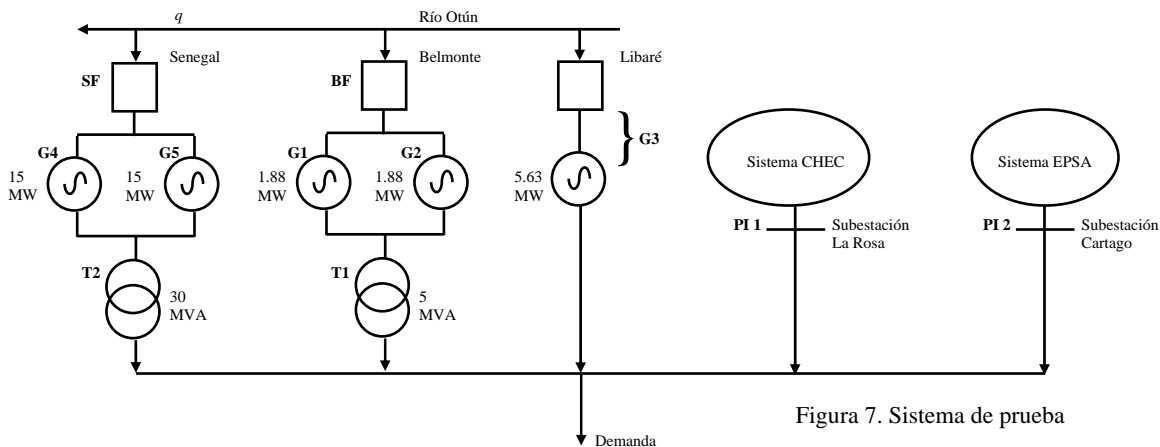 q
Río Otún
Senegal
Belmonte
Libaré
SF
BF
G3
G4
G5
G1
G2
15
MW
15
MW
1.88
MW
1.88
MW
5.63
MW
Sistema CHEC
Sistema EPSA
PI 1
Subestación
La Rosa
PI 2
Subestación
Cartago
T2
30
MVA
T1
5
MVA
Figura 7. Sistema de prueba
Demanda